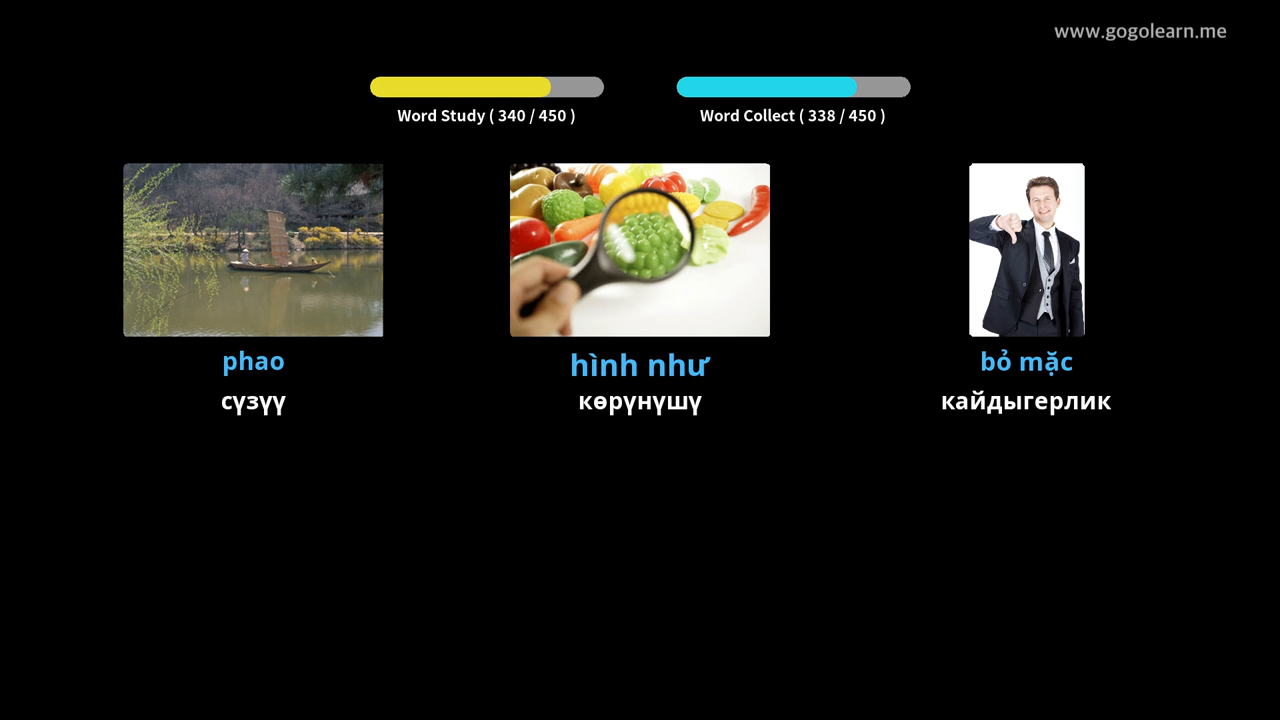 www.gogolearn.me
Word Study ( 340 / 450 )
Word Collect ( 338 / 450 )
phao
hình như
bỏ mặc
сүзүү
көрүнүшү
кайдыгерлик